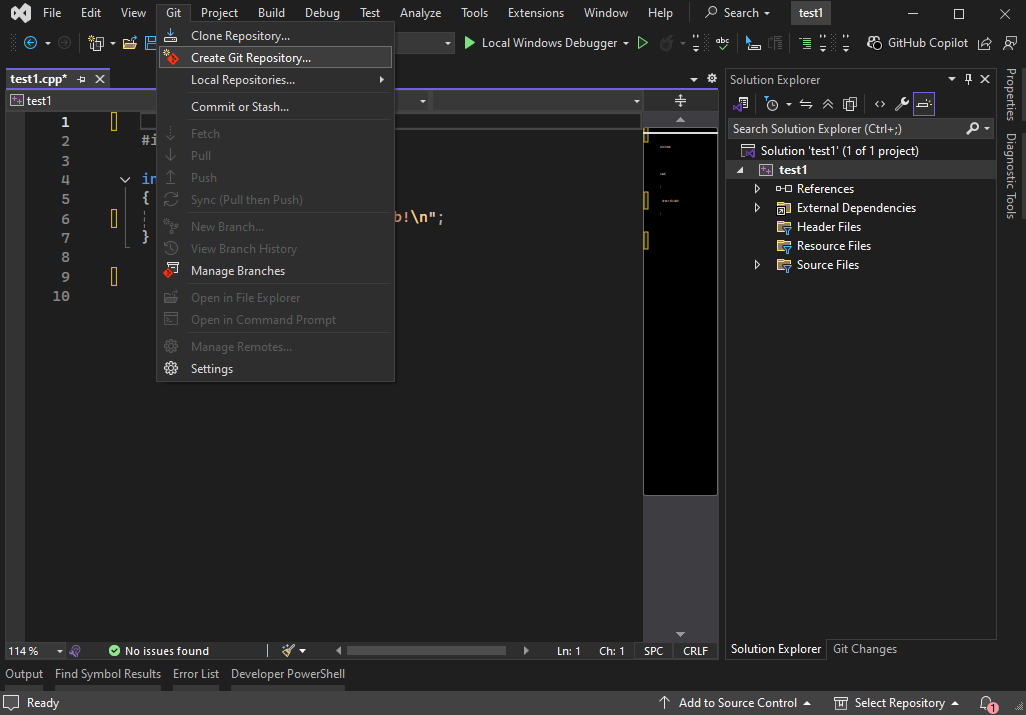 File Edit View Git Project Build Debug Test Analyze Tools Extensions Window Help Search test1
Local Windows Debugger GitHub Copilot
Clone Repository...
Create Git Repository...
Local Repositories...
Commit or Stash...
Fetch
Pull
Push
Sync (Pull then Push)
New Branch...
View Branch History
Manage Branches
Open in File Explorer
Open in Command Prompt
Manage Remotes...
Settings
test1.cpp*
test1
1
2 #i
3
4 in
5 {
6 b!\n";
7 }
8
9
10
114 % No issues found Ln: 1 Ch: 1 SPC CRLF
Solution Explorer
Search Solution Explorer (Ctrl+;)
Solution 'test1' (1 of 1 project)
test1
References
External Dependencies
Header Files
Resource Files
Source Files
Solution Explorer Git Changes
Properties
Diagnostic Tools
Output Find Symbol Results Error List Developer PowerShell
Ready Add to Source Control Select Repository 1